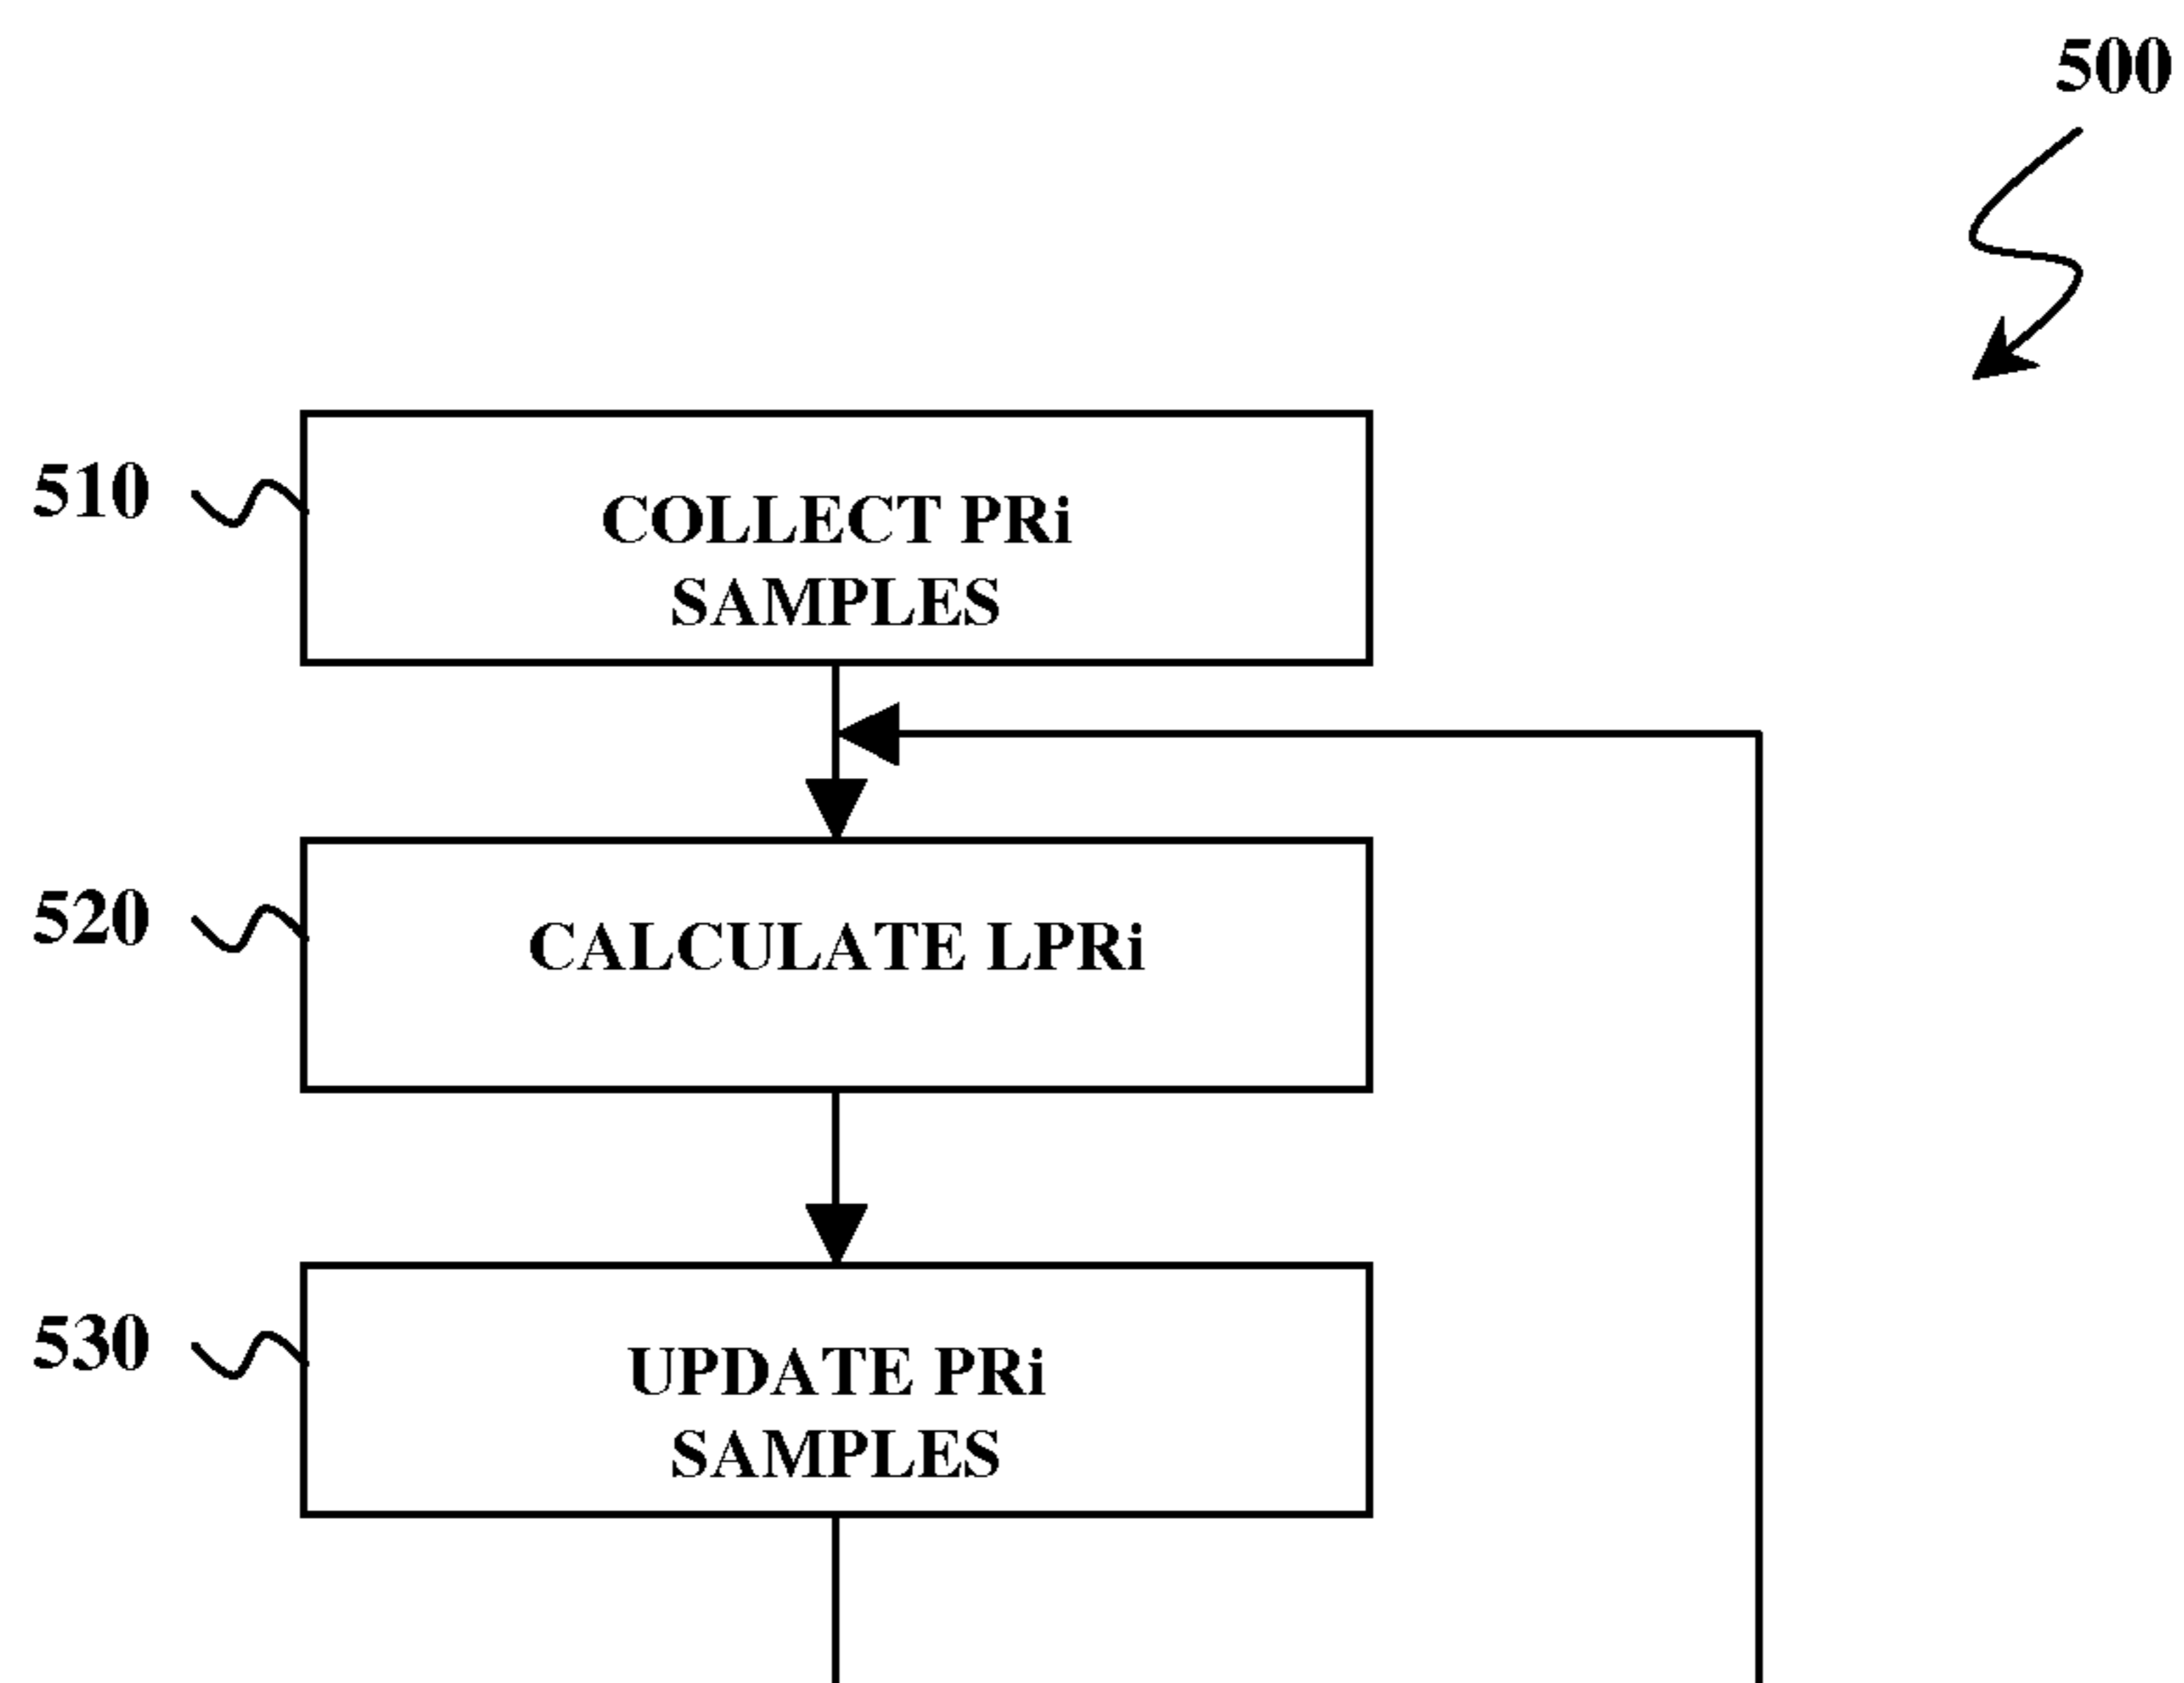 500
510
COLLECT PRi
SAMPLES
520
CALCULATE LPRi
530
UPDATE PRi
SAMPLES